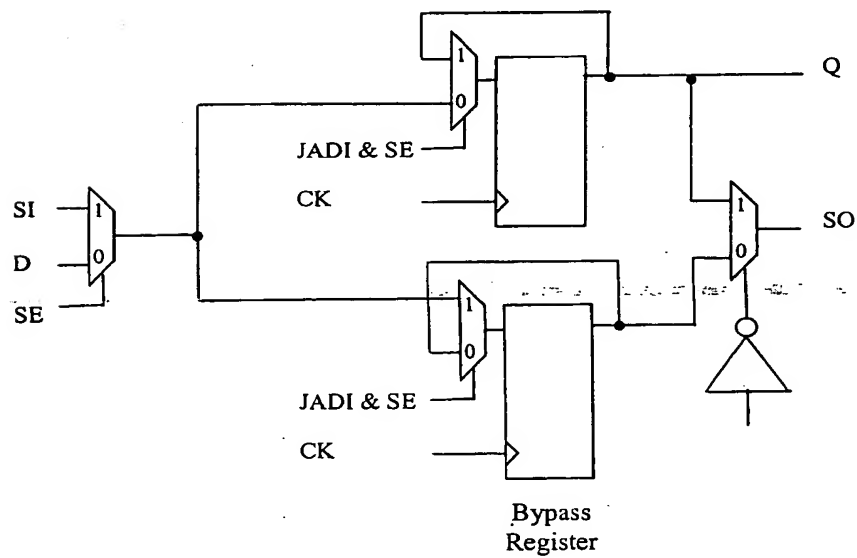 1
Q
0
JADI & SE
CK
SI
1
1
SO
D
0
0
SE
1
0
JADI & SE
CK
Bypass
Register